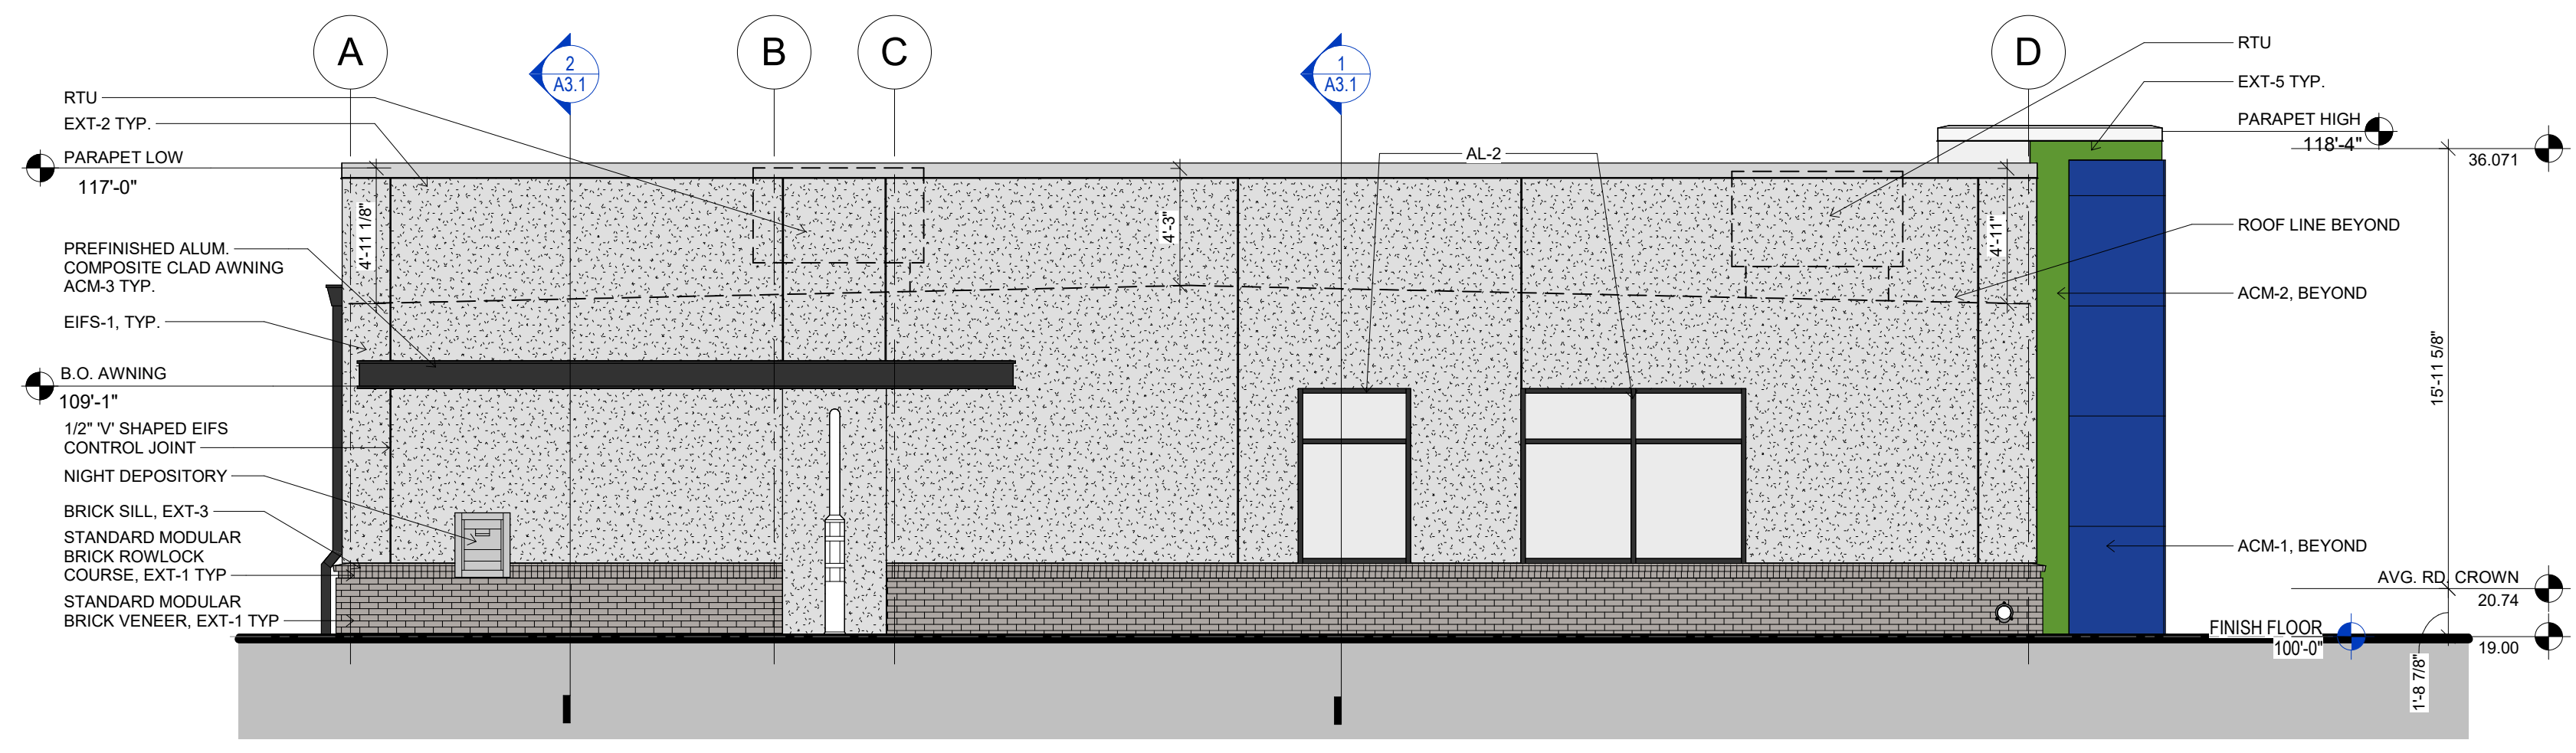 A
B
C
D
2
A3.1
1
A3.1
RTU
EXT-2 TYP.
PARAPET LOW
117'-0"
PREFINISHED ALUM.
COMPOSITE CLAD AWNING
ACM-3 TYP.
EIFS-1, TYP.
B.O. AWNING
109'-1"
1/2" 'V' SHAPED EIFS
CONTROL JOINT
NIGHT DEPOSITORY
BRICK SILL, EXT-3
STANDARD MODULAR
BRICK ROWLOCK
COURSE, EXT-1 TYP
STANDARD MODULAR
BRICK VENEER, EXT-1 TYP
4'-11 1/8"
4'-3"
AL-2
4'-11"
RTU
EXT-5 TYP.
PARAPET HIGH
118'-4"
36.071
ROOF LINE BEYOND
ACM-2, BEYOND
15'-11 5/8"
ACM-1, BEYOND
AVG. RD. CROWN
20.74
FINISH FLOOR
100'-0"
19.00
1'-8 7/8"